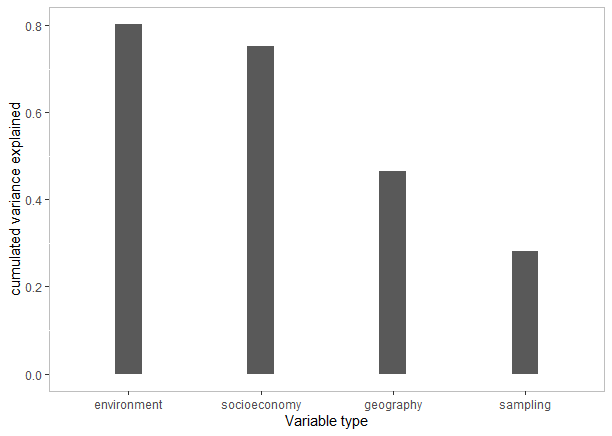 cumulated variance explained
0.8
0.6
0.4
0.2
0.0
environment socioeconomy geography sampling
Variable type